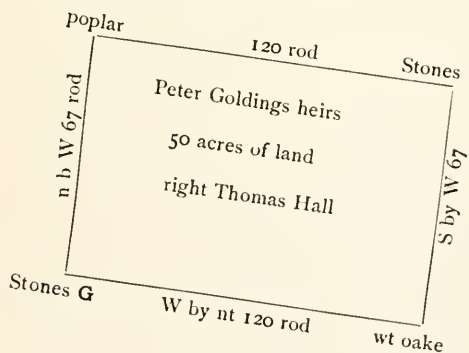 poplar
120 rod
Stones
n b W 67 rod
Peter Goldings heirs
50 acres of land
right Thomas Hall
S by W 67
Stones G
W by nt 120 rod
wt oake